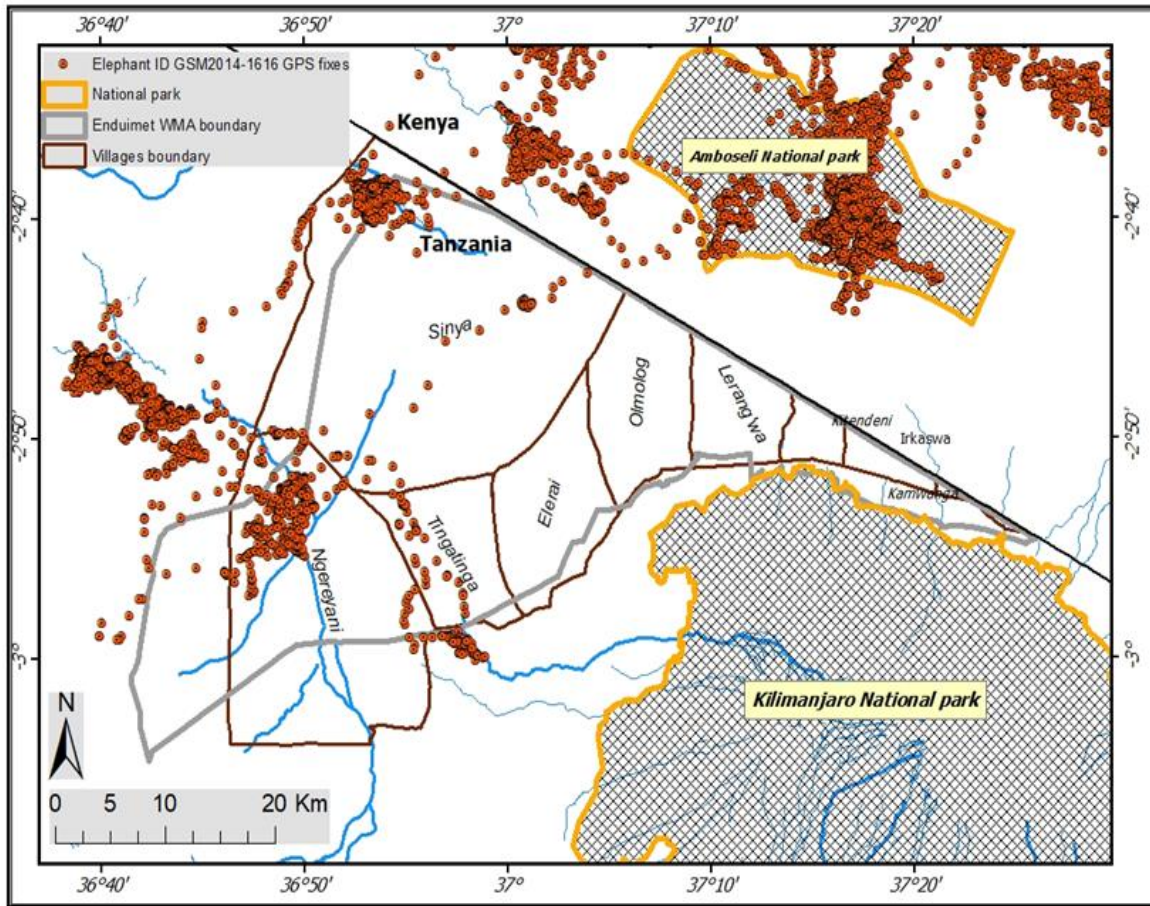 36°40'
36°50'
37°
37°10'
37°20'
Elephant ID GSM2014-1616 GPS fixes
National park
Enduimet WMA boundary
Villages boundary
Kenya
Amboseli National park
-2°40'
-2°40'
Tanzania
Sinya
Olmolog
Lerang'wa
Kitendeni
Irkaswa
-2°50'
-2°50'
Kamwanga
Elerai
Tingatinga
Ngereyani
-3°
-3°
Kilimanjaro National park
N
0 5 10 20 Km
36°40'
36°50'
37°
37°10'
37°20'